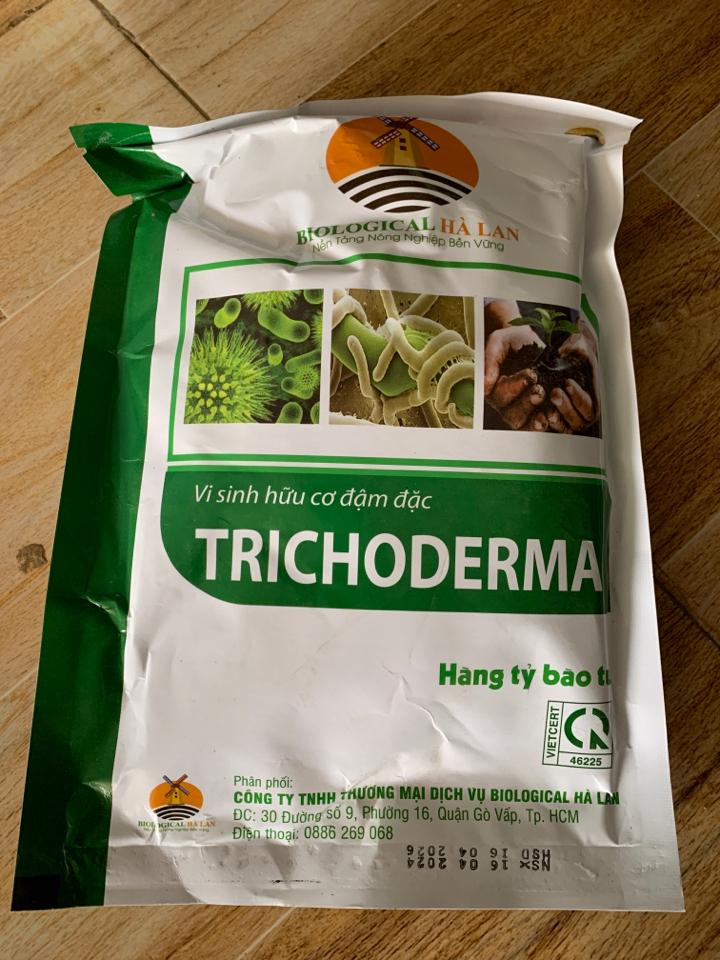 BIOLOGICAL HÀ LAN
Nền Tảng Nông Nghiệp Bền Vững
Vi sinh hữu cơ đậm đặc
TRICHODERMA
Hàng tỷ bào
VIETCERT
46225
Phân phối:
CÔNG TY TNHH THƯƠNG MẠI DỊCH VỤ BIOLOGICAL HÀ LAN
ĐC: 30 Đường số 9, Phường 16, Quận Gò Vấp, Tp. HCM
Điện thoại: 0886 269 068
BIOLOGICAL HÀ LAN
NSX 16 04 2024
HSD 16 04 2026